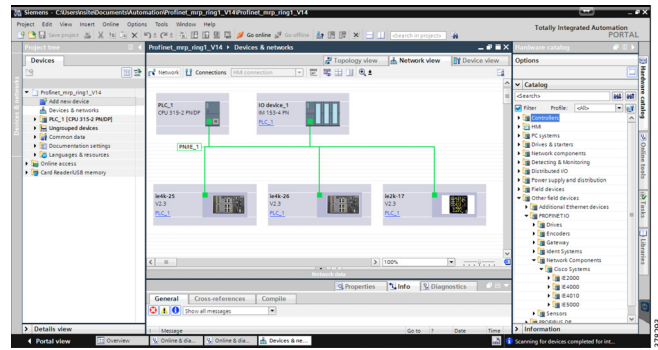 Siemens - C:\Users\nsite\Documents\Automation\Profinet_mrp_ring1_V14\Profinet_mrp_ring1_V14
Project Edit View Insert Online Options Tools Window Help
Totally Integrated Automation
PORTAL
Save project
Go online
Go offline
<Search in project>
Project tree
Profinet_mrp_ring1_V14 ▸ Devices & networks
Hardware catalog
Devices
Topology view
Network view
Device view
Options
Network
Connections
HMI connection
Catalog
<Search>
Filter
Profile:
<All>
Profinet_mrp_ring1_V14
Add new device
Devices & networks
PLC_1 [CPU 315-2 PN/DP]
Ungrouped devices
Common data
Documentation settings
Languages & resources
Online access
Card Reader/USB memory
PLC_1
CPU 315-2 PN/DP
IO device_1
IM 153-4 PN
PLC_1
PN/IE_1
ie4k-25
V2.3
PLC_1
ie4k-26
V2.3
PLC_1
ie2k-17
V2.3
PLC_1
Controllers
HMI
PC systems
Drives & starters
Network components
Detecting & Monitoring
Distributed I/O
Power supply and distribution
Field devices
Other field devices
Additional Ethernet devices
PROFINET IO
Drives
Encoders
Gateway
Ident Systems
Network Components
Cisco Systems
IE2000
IE4000
IE4010
IE5000
Sensors
PROFIBUS DP
Devices & networks
Hardware catalog
Online tools
Tasks
Libraries
100%
Network data
Properties
Info
Diagnostics
General
Cross-references
Compile
Show all messages
! Message
Go to
?
Date
Time
Details view
Information
Portal view
Overview
Online & dia...
Online & dia...
Devices & ne...
Scanning for devices completed for int...